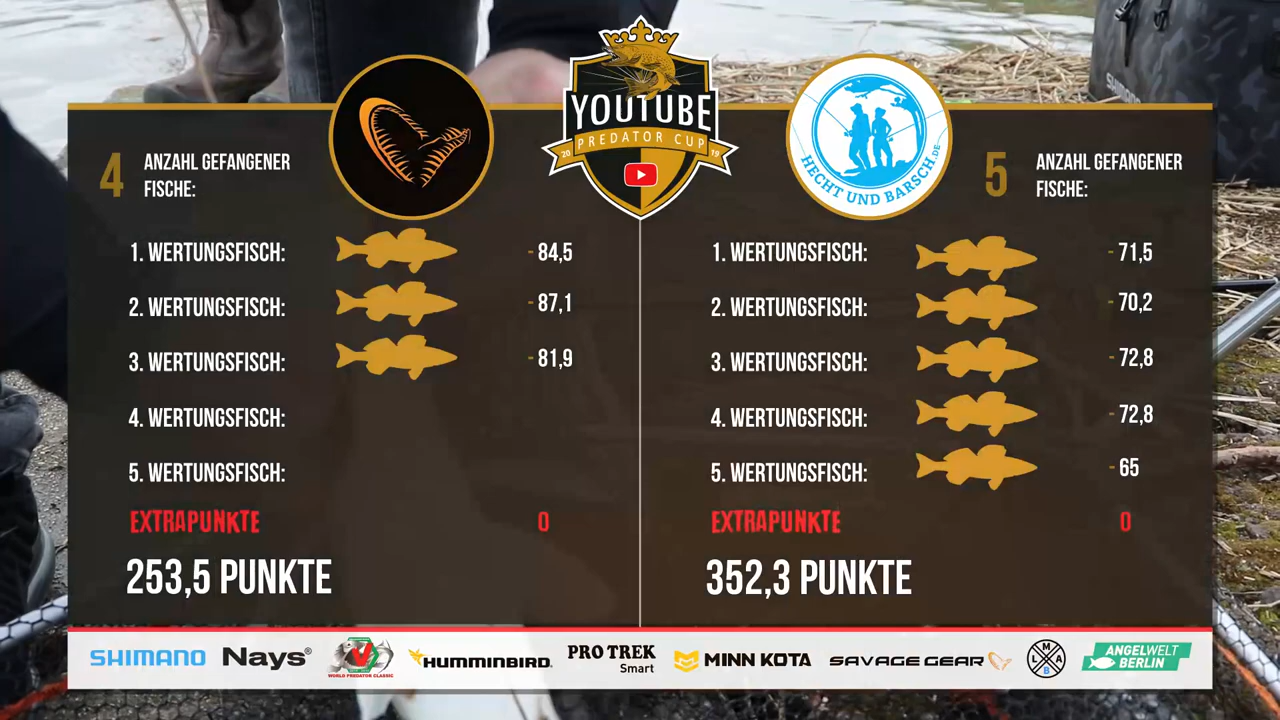 SHIMANO
YOUTUBE
PREDATOR CUP
20 19
HECHT UND BARSCH.DE
4
ANZAHL GEFANGENER
FISCHE:
1. WERTUNGSFISCH: - 84,5
2. WERTUNGSFISCH: - 87,1
3. WERTUNGSFISCH: - 81,9
4. WERTUNGSFISCH:
5. WERTUNGSFISCH:
EXTRAPUNKTE 0
253,5 PUNKTE
5
ANZAHL GEFANGENER
FISCHE:
1. WERTUNGSFISCH: - 71,5
2. WERTUNGSFISCH: - 70,2
3. WERTUNGSFISCH: - 72,8
4. WERTUNGSFISCH: - 72,8
5. WERTUNGSFISCH: - 65
EXTRAPUNKTE 0
352,3 PUNKTE
SHIMANO
Nays®
WORLD PREDATOR CLASSIC
HUMMINBIRD.
PRO TREK
Smart
MINN KOTA
SAVAGE GEAR
M
L A
B
ANGELWELT
BERLIN